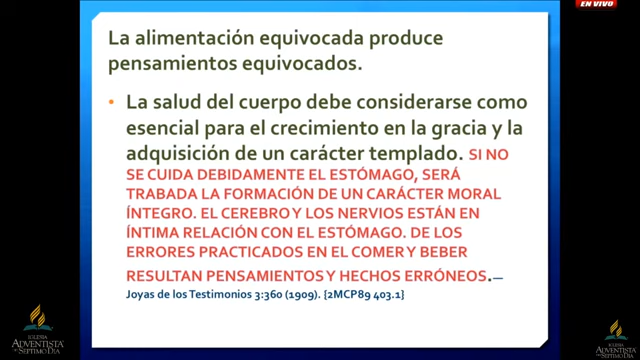 EN VIVO
La alimentación equivocada produce
pensamientos equivocados.
• La salud del cuerpo debe considerarse como
esencial para el crecimiento en la gracia y la
adquisición de un carácter templado. SI NO
SE CUIDA DEBIDAMENTE EL ESTÓMAGO, SERÁ
TRABADA LA FORMACIÓN DE UN CARÁCTER MORAL
ÍNTEGRO. EL CEREBRO Y LOS NERVIOS ESTÁN EN
ÍNTIMA RELACIÓN CON EL ESTÓMAGO. DE LOS
ERRORES PRACTICADOS EN EL COMER Y BEBER
RESULTAN PENSAMIENTOS Y HECHOS ERRÓNEOS.—
Joyas de los Testimonios 3:360 (1909). {2MCP89 403.1}
IGLESIA
ADVENTISTA
DEL SÉPTIMO DÍA
IGLESIA
ADVENTISTA
DEL SÉPTIMO DÍA